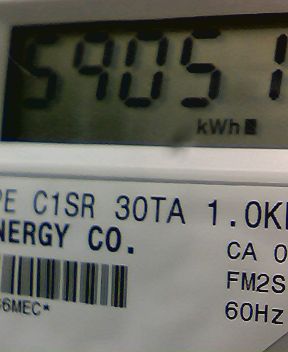 59051
kWh
PE C1SR 30TA 1.0K
NERGY CO.
CA 0
FM2S
6MEC*
60Hz